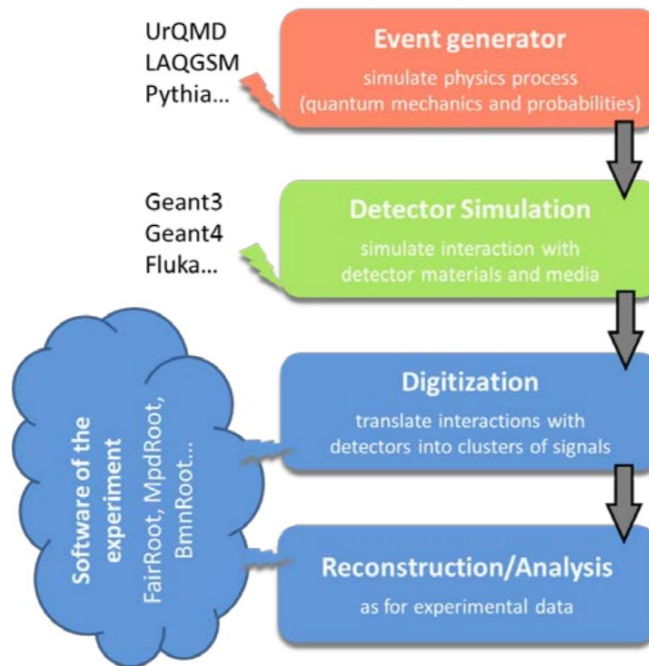 UrQMD
LAQGSM
Pythia...
Event generator
simulate physics process
(quantum mechanics and probabilities)
Geant3
Geant4
Fluka...
Detector Simulation
simulate interaction with
detector materials and media
Software of the
experiment
FairRoot, MpdRoot,
BmnRoot...
Digitization
translate interactions with
detectors into clusters of signals
Reconstruction/Analysis
as for experimental data